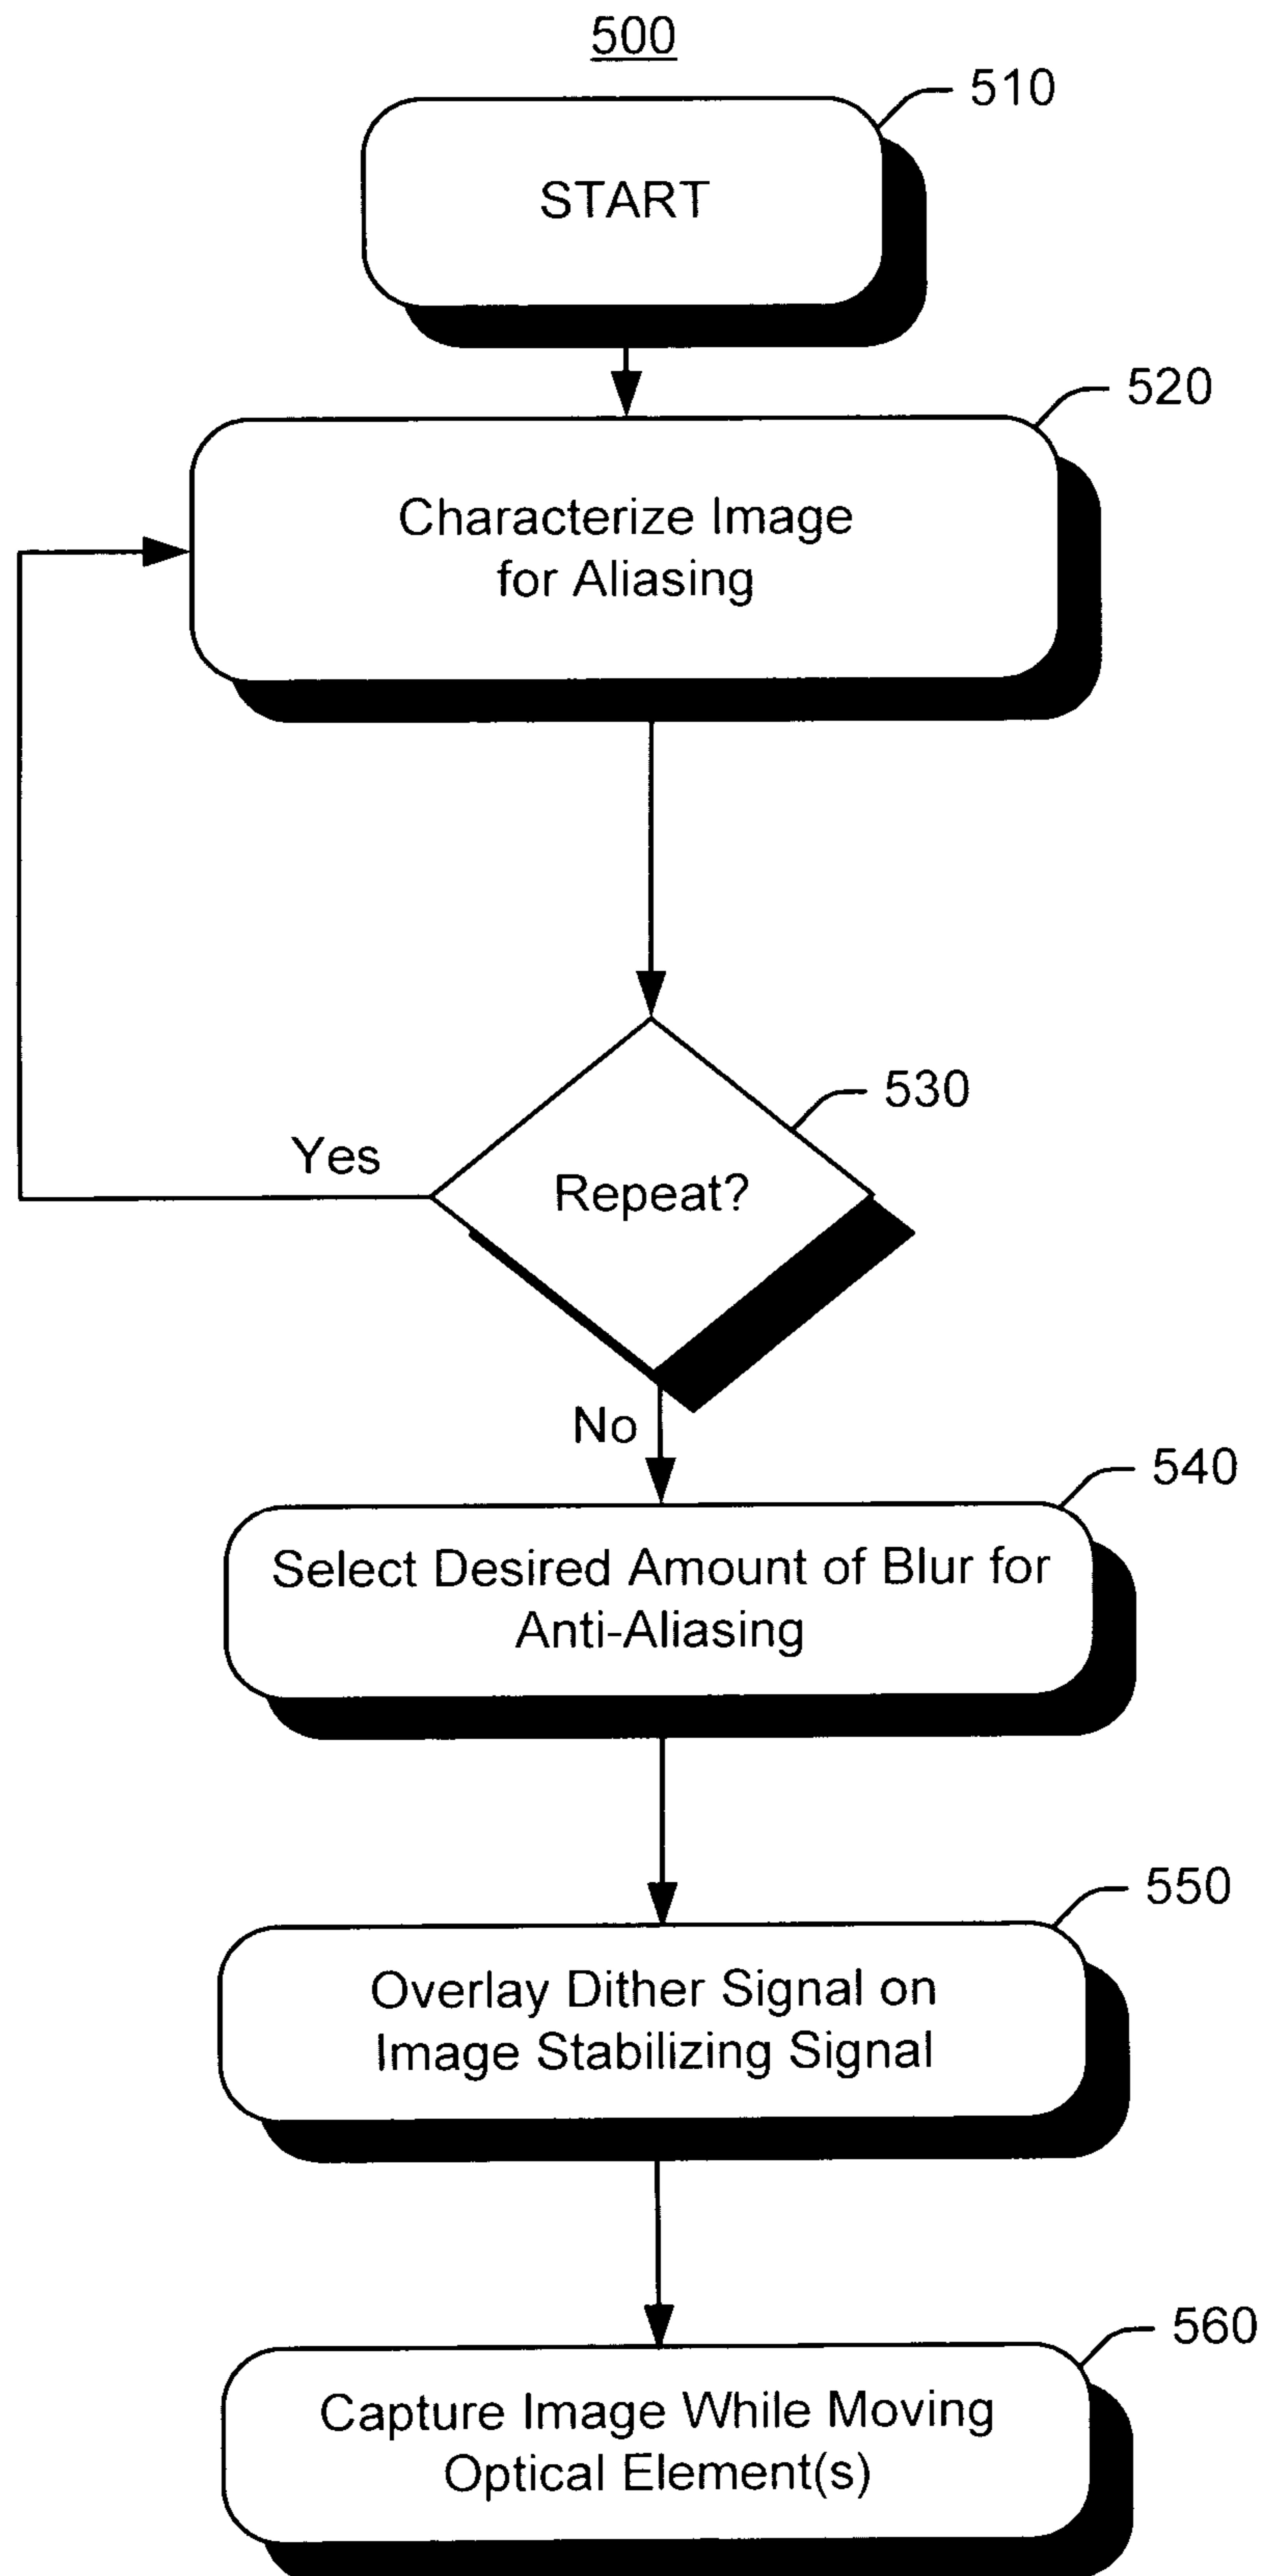 500
510
START
520
Characterize Image
for Aliasing
530
Yes
Repeat?
No
540
Select Desired Amount of Blur for
Anti-Aliasing
550
Overlay Dither Signal on
Image Stabilizing Signal
560
Capture Image While Moving
Optical Element(s)